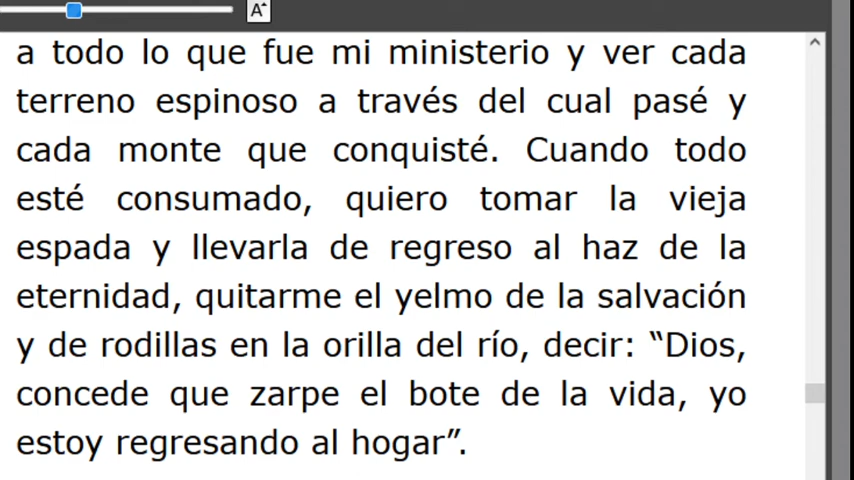 A
a todo lo que fue mi ministerio y ver cada
terreno espinoso a través del cual pasé y
cada monte que conquisté. Cuando todo
esté consumado, quiero tomar la vieja
espada y llevarla de regreso al haz de la
eternidad, quitarme el yelmo de la salvación
y de rodillas en la orilla del río, decir: “Dios,
concede que zarpe el bote de la vida, yo
estoy regresando al hogar”.